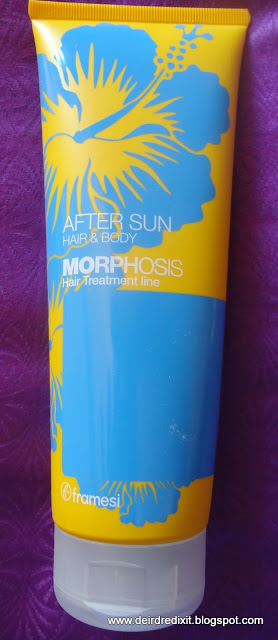 AFTER SUN
HAIR & BODY
MORPHOSIS
Hair Treatment line
framesi
www.deirdredixit.blogspot.com